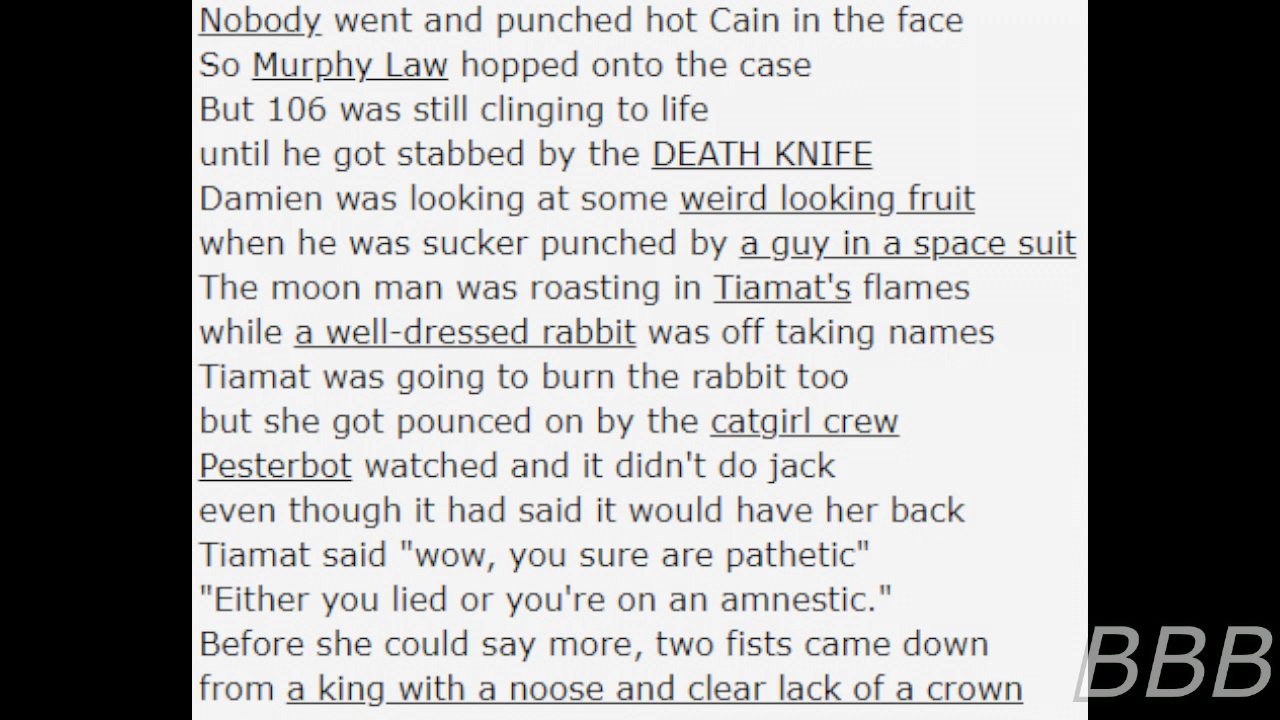 Nobody went and punched hot Cain in the face
So Murphy Law hopped onto the case
But 106 was still clinging to life
until he got stabbed by the DEATH KNIFE
Damien was looking at some weird looking fruit
when he was sucker punched by a guy in a space suit
The moon man was roasting in Tiamat's flames
while a well-dressed rabbit was off taking names
Tiamat was going to burn the rabbit too
but she got pounced on by the catgirl crew
Pesterbot watched and it didn't do jack
even though it had said it would have her back
Tiamat said "wow, you sure are pathetic"
"Either you lied or you're on an amnestic."
Before she could say more, two fists came down
from a king with a noose and clear lack of a crown
BBB